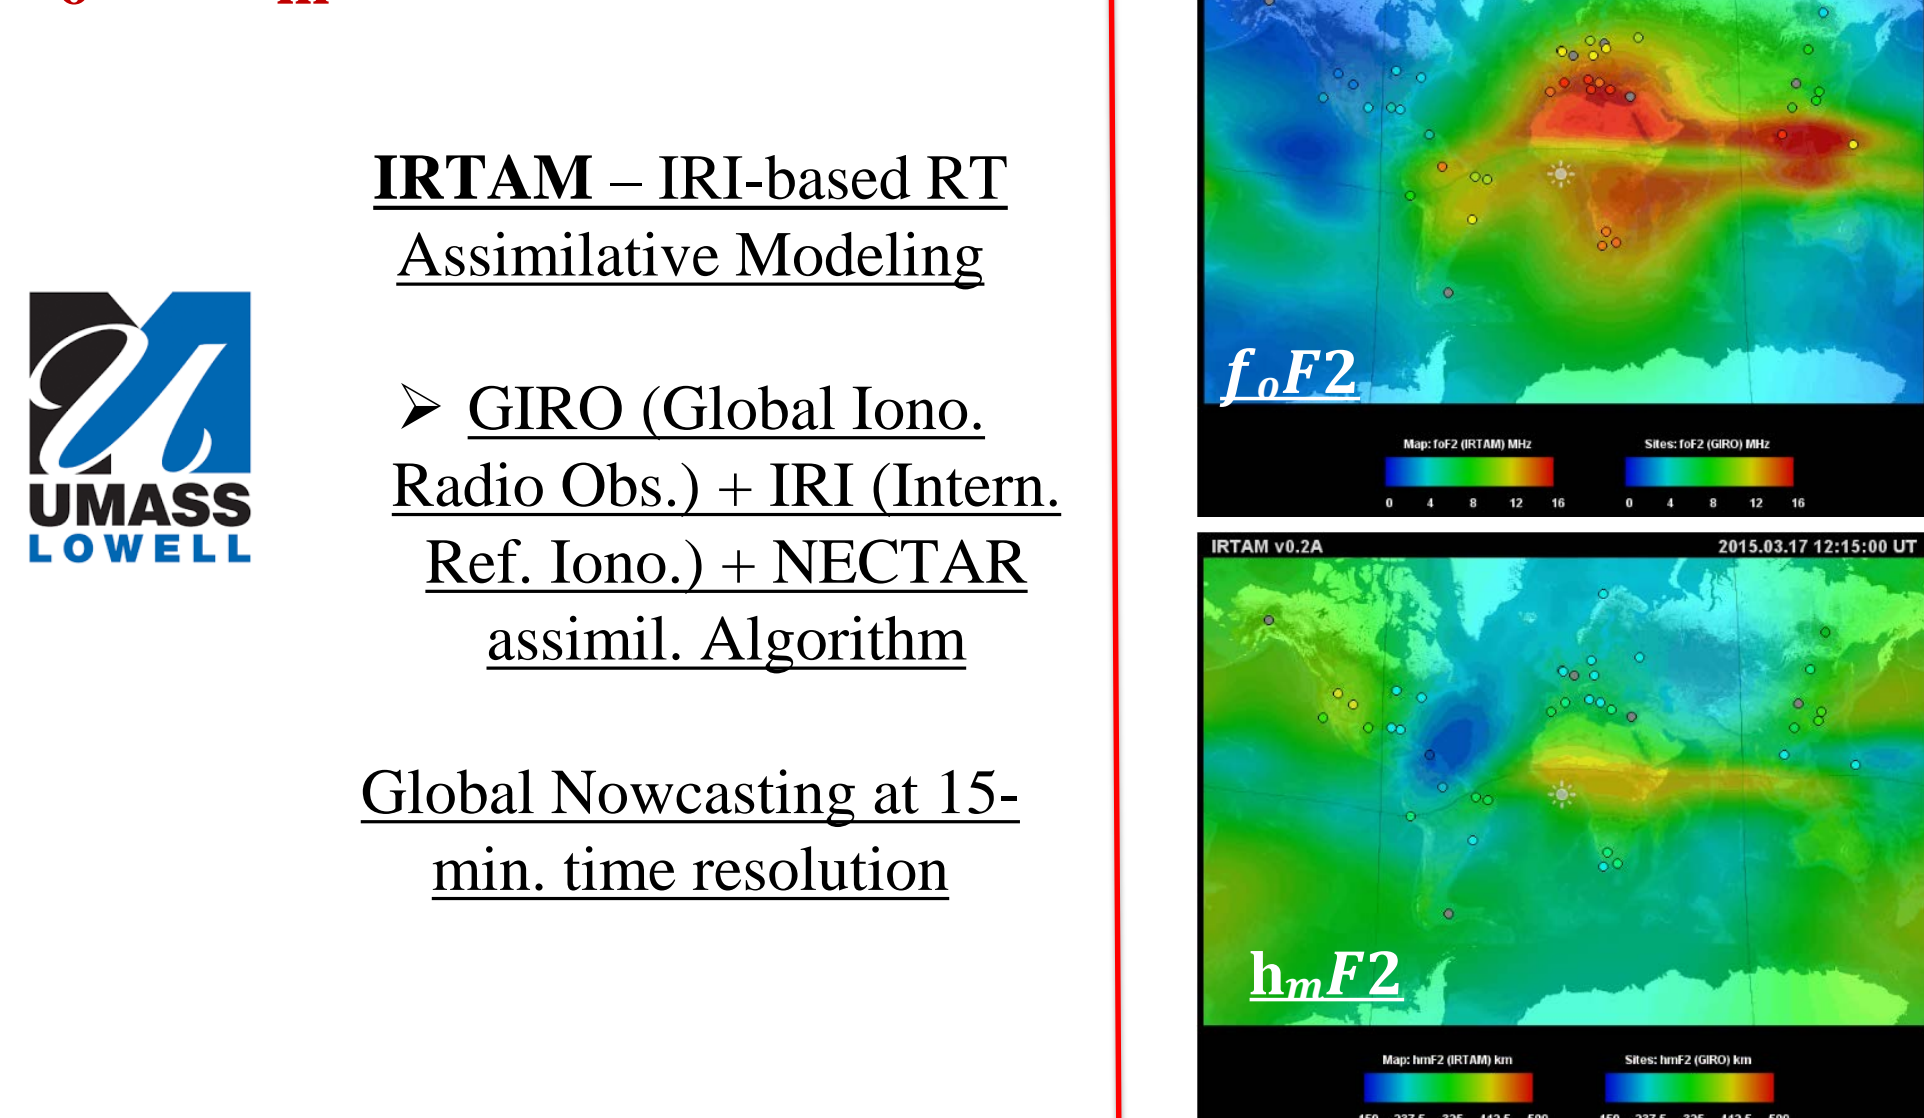 IRTAM – IRI-based RT
Assimilative Modeling
➢ GIRO (Global Iono.
Radio Obs.) + IRI (Intern.
Ref. Iono.) + NECTAR
assimil. Algorithm
Global Nowcasting at 15-
min. time resolution
UMASS
LOWELL
foF2
Map: foF2 (IRTAM) MHz
0 4 8 12 16
Sites: foF2 (GIRO) MHz
0 4 8 12 16
IRTAM v0.2A 2015.03.17 12:15:00 UT
hmF2
Map: hmF2 (IRTAM) km
Sites: hmF2 (GIRO) km